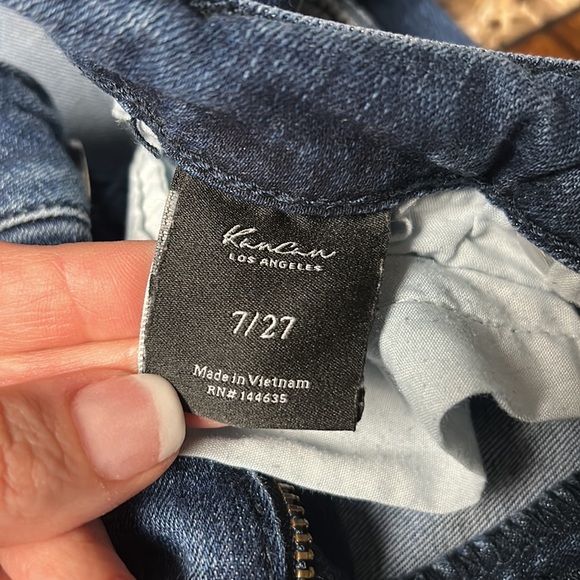 KanCan
LOS ANGELES
7/27
Made in Vietnam
RN# 144635